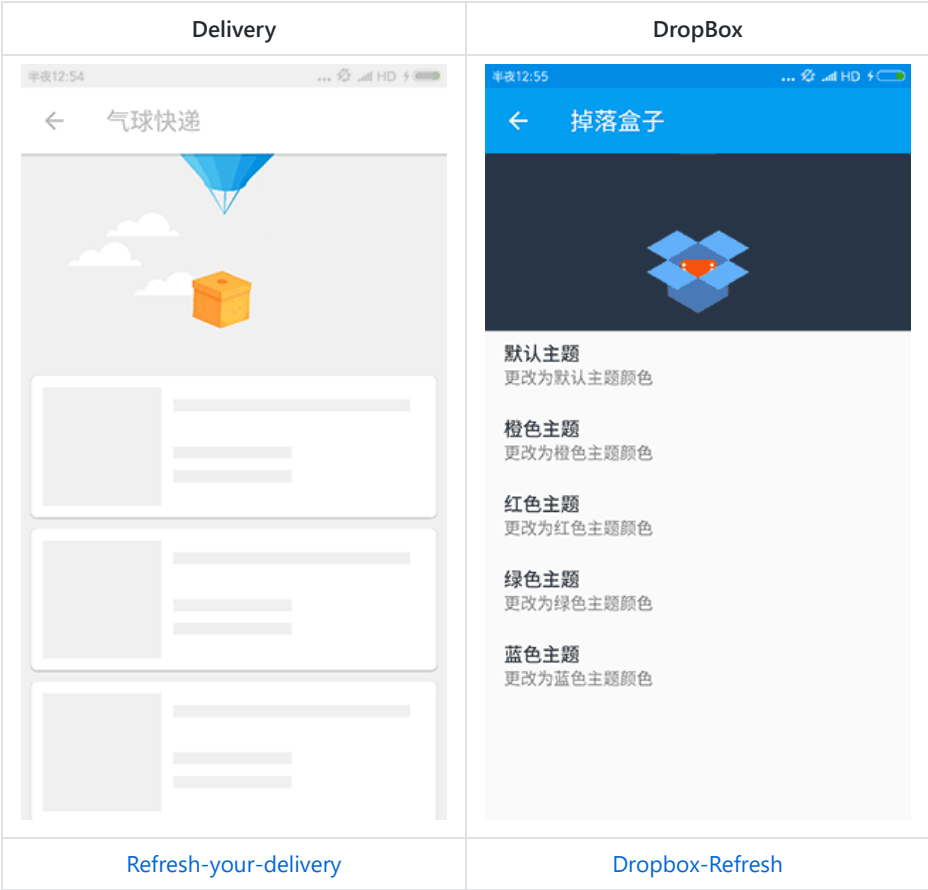 Delivery
DropBox
半夜12:54
... HD
气球快递
半夜12:55
... HD
掉落盒子
默认主题
更改为默认主题颜色
橙色主题
更改为橙色主题颜色
红色主题
更改为红色主题颜色
绿色主题
更改为绿色主题颜色
蓝色主题
更改为蓝色主题颜色
Refresh-your-delivery
Dropbox-Refresh